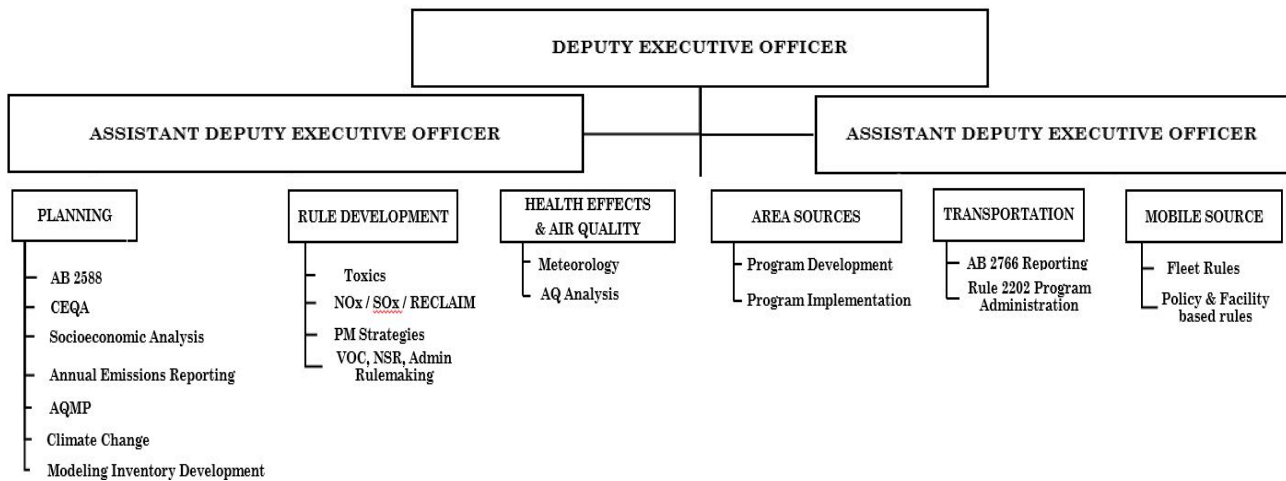 DEPUTY EXECUTIVE OFFICER
ASSISTANT DEPUTY EXECUTIVE OFFICER
ASSISTANT DEPUTY EXECUTIVE OFFICER
PLANNING
AB 2588
CEQA
Socioeconomic Analysis
Annual Emissions Reporting
AQMP
Climate Change
Modeling Inventory Development
RULE DEVELOPMENT
Toxics
NOx / SOx / RECLAIM
PM Strategies
VOC, NSR, Admin
Rulemaking
HEALTH EFFECTS
& AIR QUALITY
Meteorology
AQ Analysis
AREA SOURCES
Program Development
Program Implementation
TRANSPORTATION
AB 2766 Reporting
Rule 2202 Program
Administration
MOBILE SOURCE
Fleet Rules
Policy & Facility
based rules